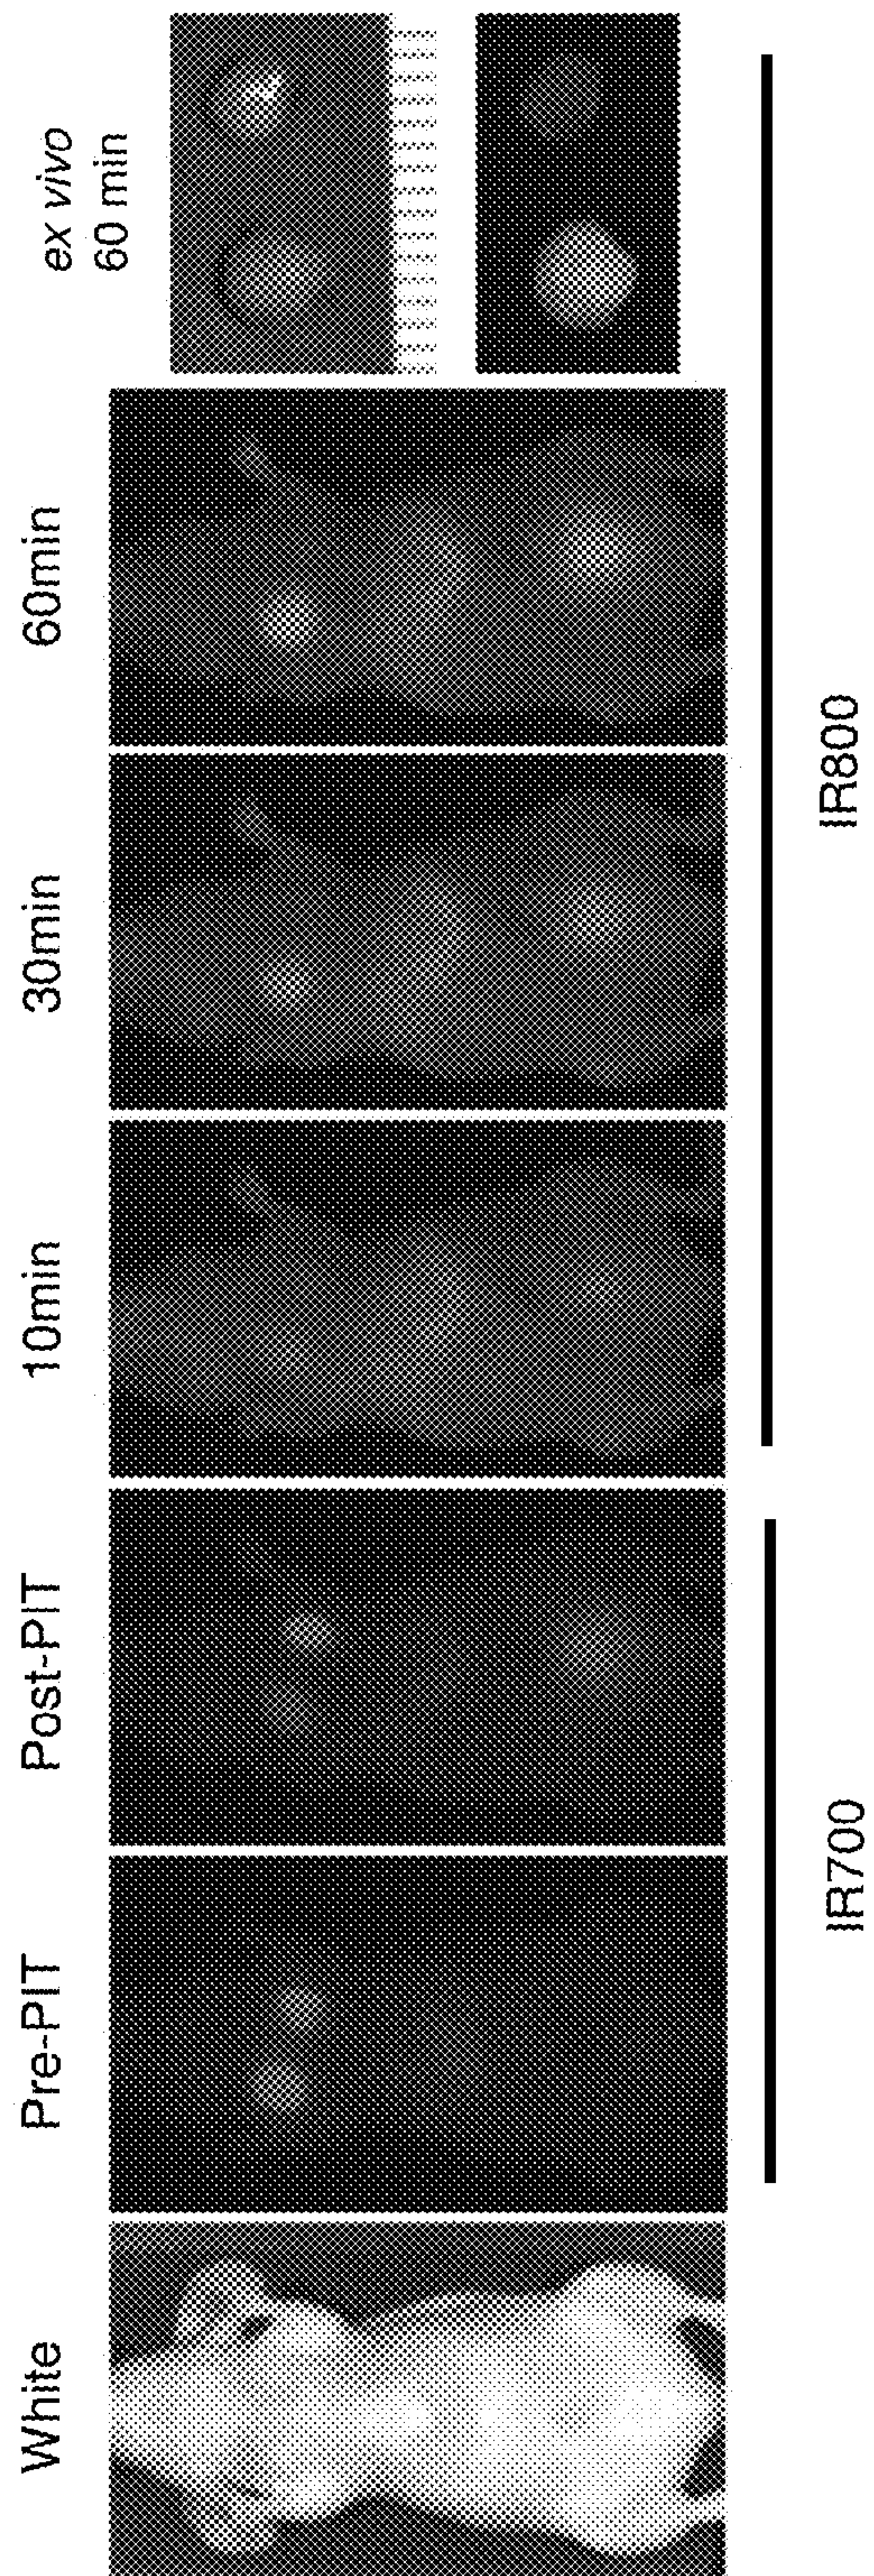 White
Pre-PIT
Post-PIT
10min
30min
60min
ex vivo
60 min
IR700
IR800